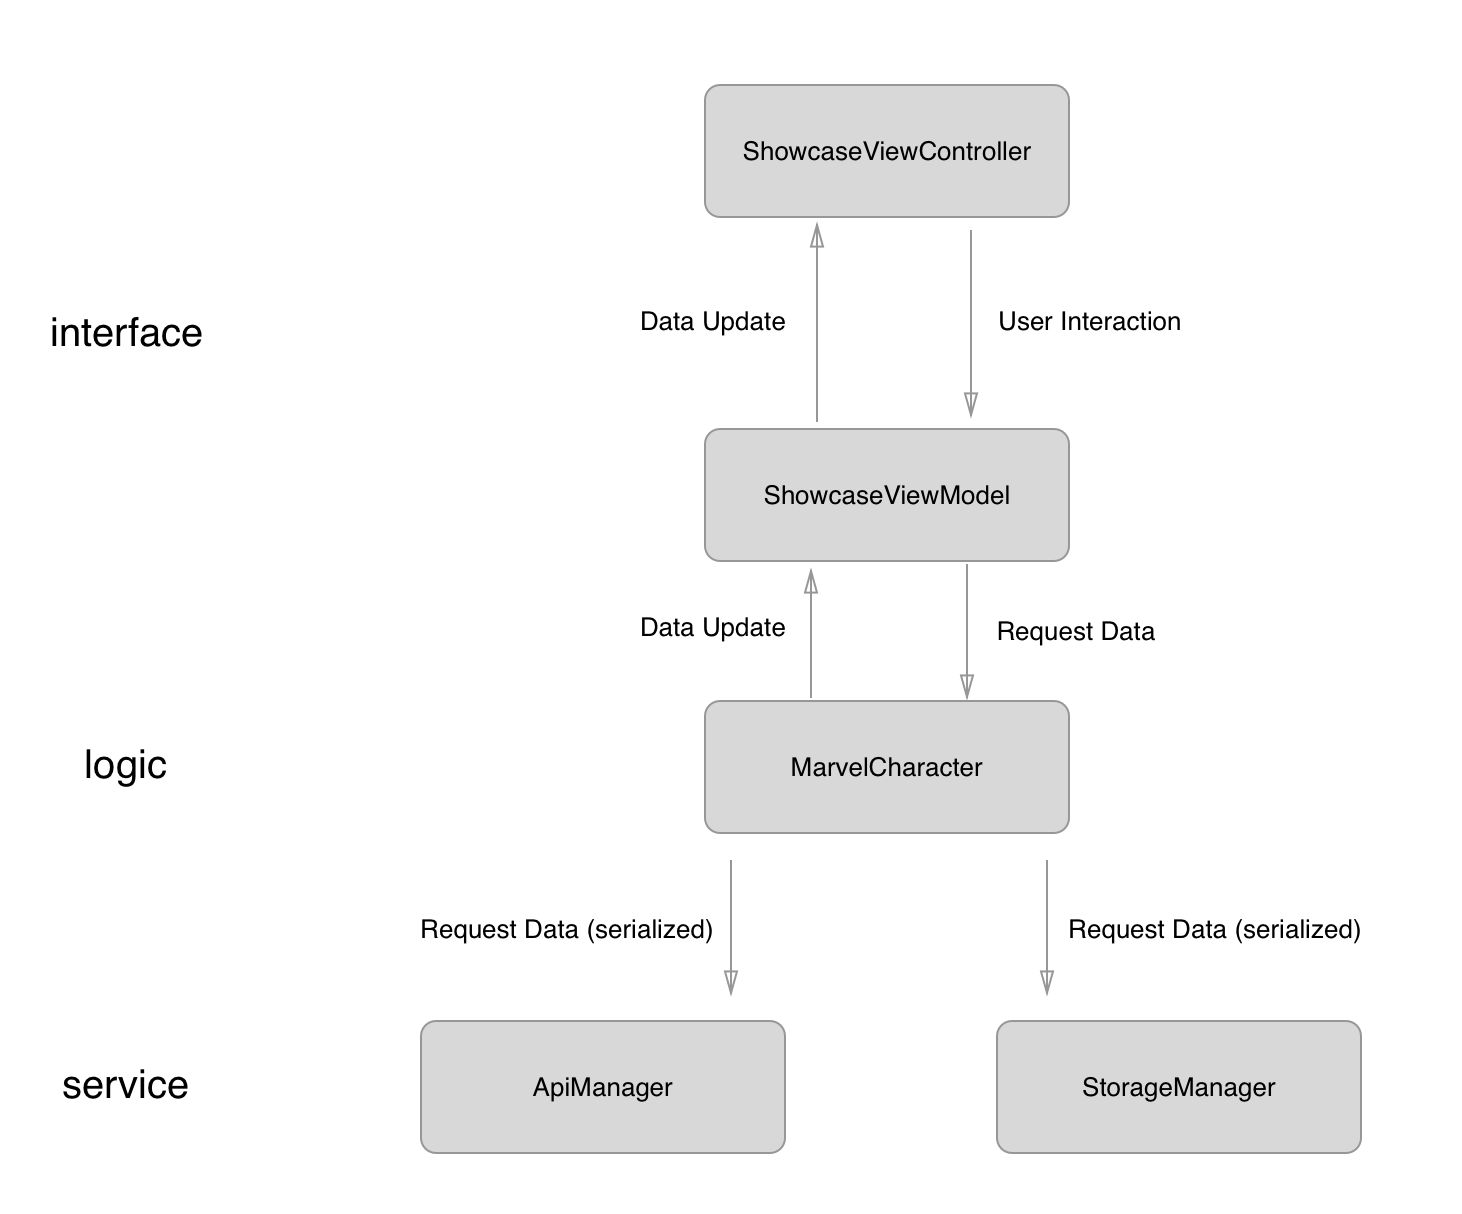 ShowcaseViewController
interface
Data Update
User Interaction
ShowcaseViewModel
Data Update
Request Data
logic
MarvelCharacter
Request Data (serialized)
Request Data (serialized)
service
ApiManager
StorageManager